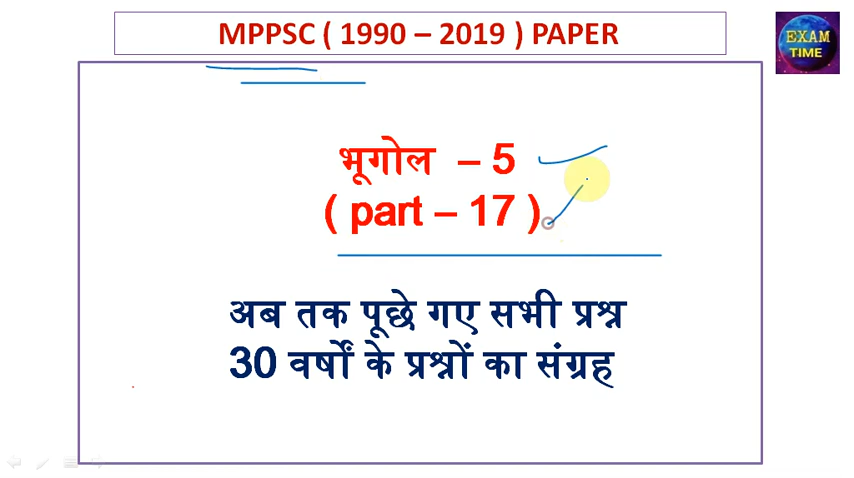 MPPSC ( 1990 – 2019 ) PAPER
EXAM
TIME
भूगोल – 5
( part – 17 )
अब तक पूछे गए सभी प्रश्न
30 वर्षों के प्रश्नों का संग्रह